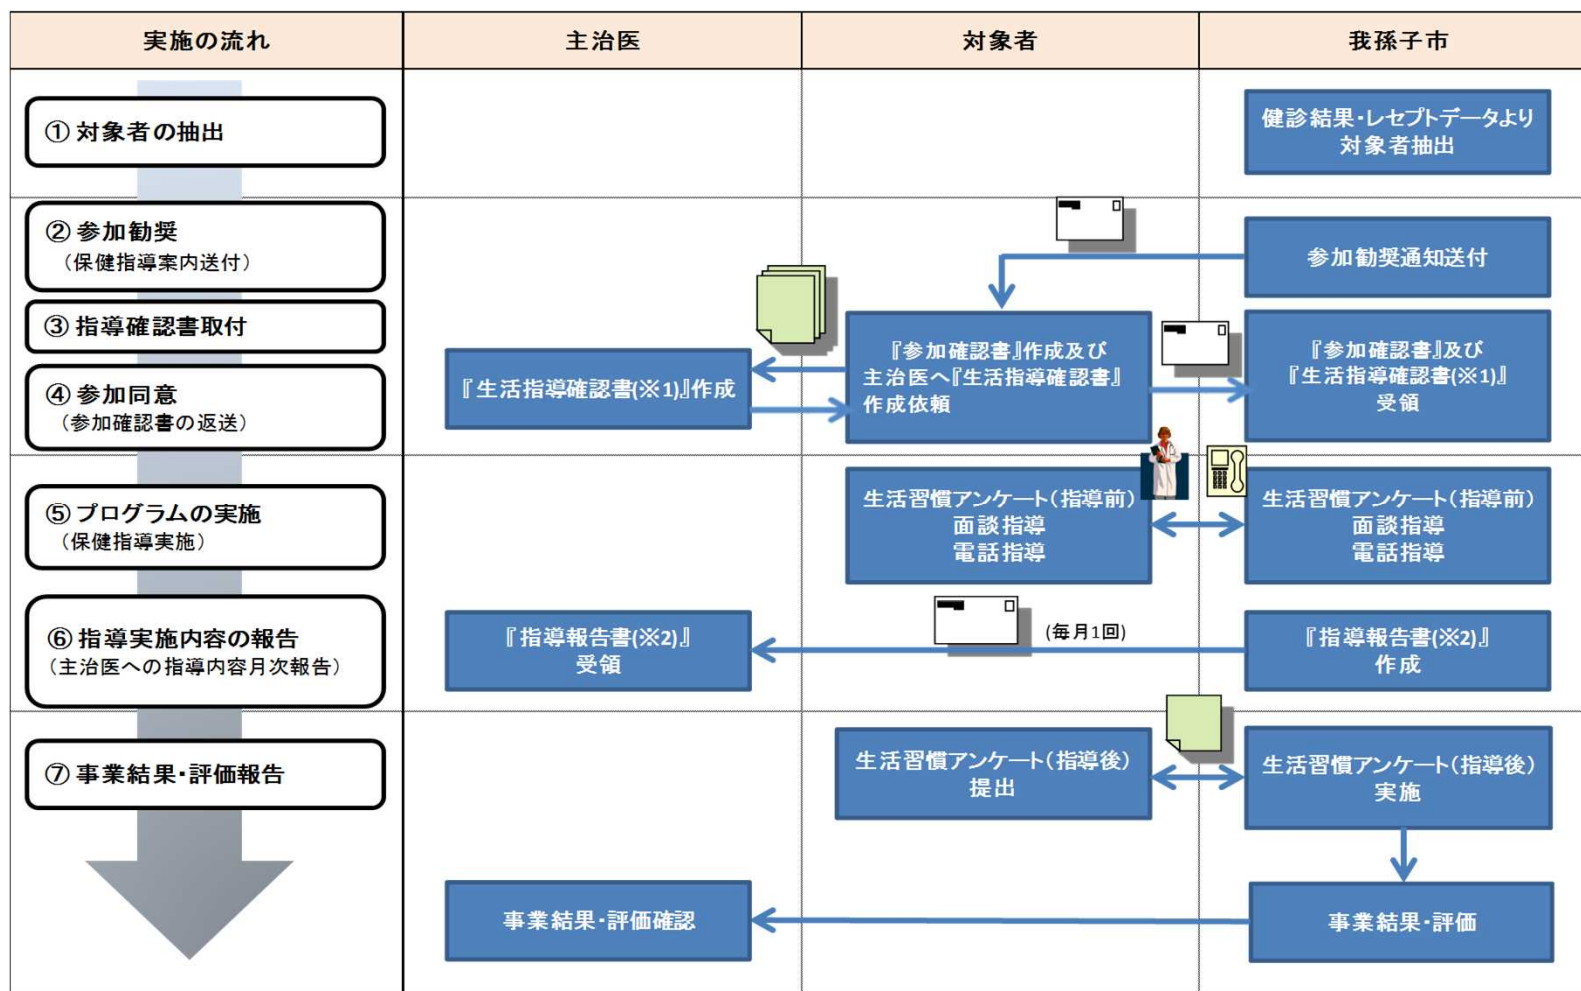 実施の流れ
主治医
対象者
我孫子市
① 対象者の抽出
健診結果・レセプトデータより
対象者抽出
② 参加勧奨
(保健指導案内送付)
参加勧奨通知送付
③ 指導確認書取付
④ 参加同意
(参加確認書の返送)
『生活指導確認書(※1)』作成
『参加確認書』作成及び
主治医へ『生活指導確認書』
作成依頼
『参加確認書』及び
『生活指導確認書(※1)』
受領
⑤ プログラムの実施
(保健指導実施)
生活習慣アンケート(指導前)
面談指導
電話指導
生活習慣アンケート(指導前)
面談指導
電話指導
⑥ 指導実施内容の報告
(主治医への指導内容月次報告)
『指導報告書(※2)』
受領
(毎月1回)
『指導報告書(※2)』
作成
⑦ 事業結果・評価報告
生活習慣アンケート(指導後)
提出
生活習慣アンケート(指導後)
実施
事業結果・評価確認
事業結果・評価